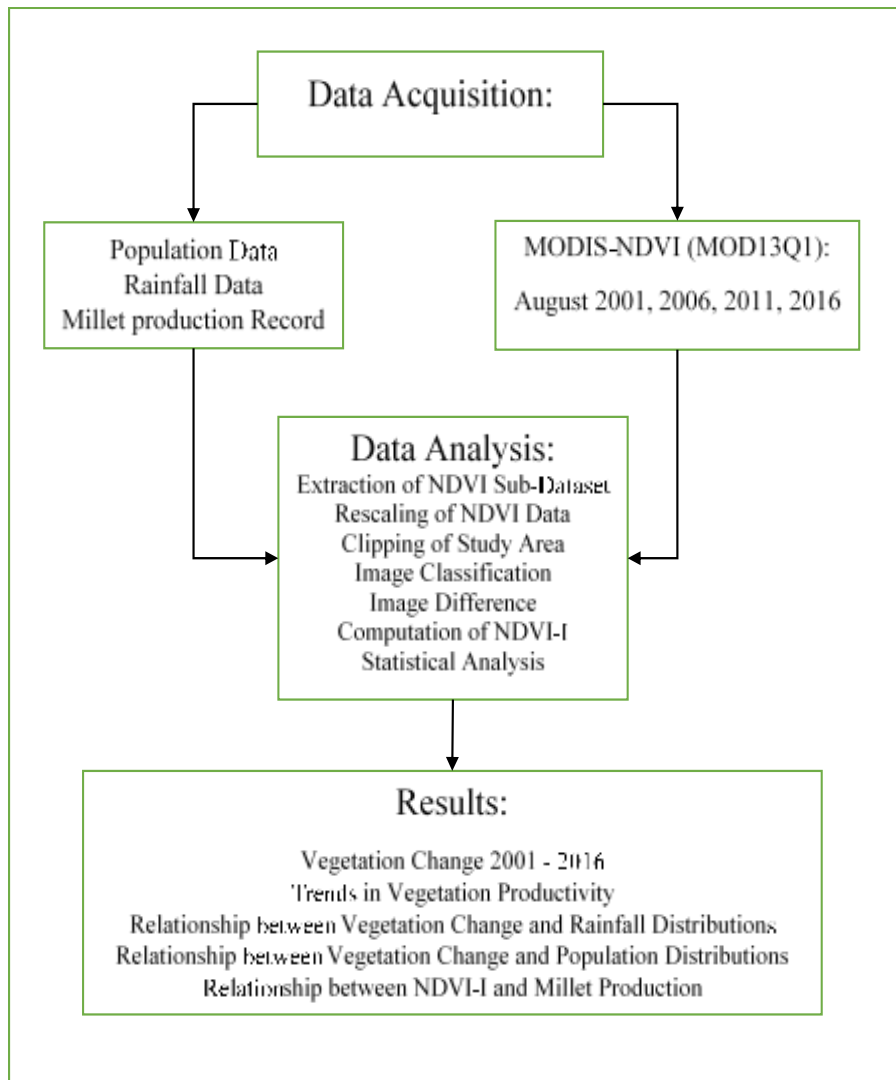 Data Acquisition:
Population Data
Rainfall Data
Millet production Record
MODIS-NDVI (MOD13Q1):
August 2001, 2006, 2011, 2016
Data Analysis:
Extraction of NDVI Sub-Dataset
Rescaling of NDVI Data
Clipping of Study Area
Image Classification
Image Difference
Computation of NDVI-I
Statistical Analysis
Results:
Vegetation Change 2001 - 2016
Trends in Vegetation Productivity
Relationship between Vegetation Change and Rainfall Distributions
Relationship between Vegetation Change and Population Distributions
Relationship between NDVI-I and Millet Production